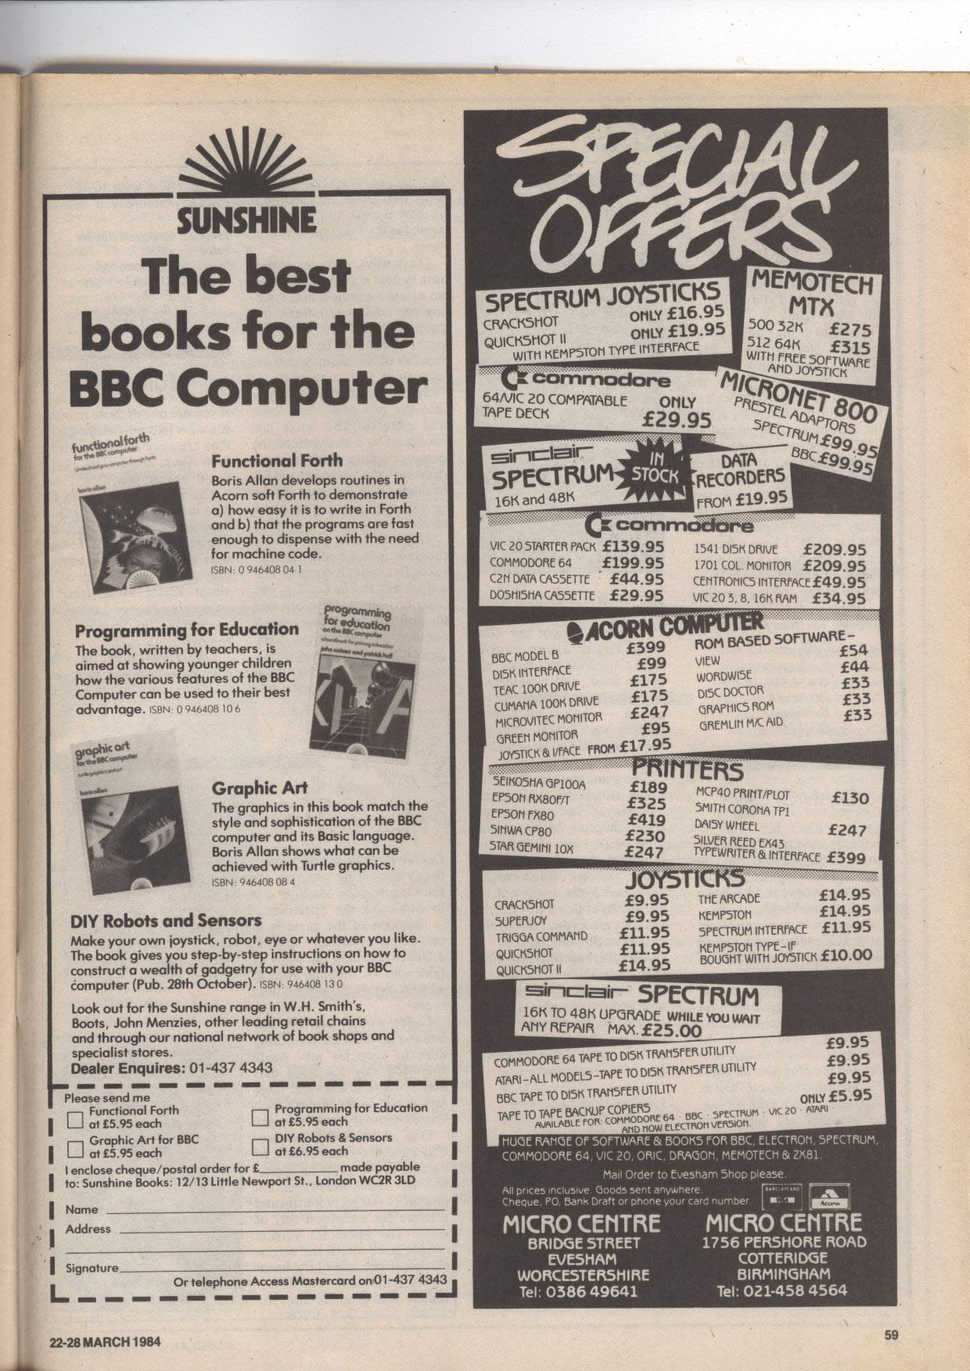 SUNSHINE
The best
books for the
BBC Computer
functional forth
for the BBC computer
boris allan
Functional Forth
Boris Allan develops routines in
Acorn soft Forth to demonstrate
a) how easy it is to write in Forth
and b) that the programs are fast
enough to dispense with the need
for machine code.
ISBN: 0 946408 04 1
Programming for Education
The book, written by teachers, is
aimed at showing younger children
how the various features of the BBC
Computer can be used to their best
advantage. ISBN: 0 946408 10 6
programming
for education
on the BBC computer
graphic art
for the BBC computer
boris allan
Graphic Art
The graphics in this book match the
style and sophistication of the BBC
computer and its Basic language.
Boris Allan shows what can be
achieved with Turtle graphics.
ISBN: 946408 08 4
DIY Robots and Sensors
Make your own joystick, robot, eye or whatever you like.
The book gives you step-by-step instructions on how to
construct a wealth of gadgetry for use with your BBC
computer (Pub. 28th October). ISBN: 946408 13 0
Look out for the Sunshine range in W.H. Smith's,
Boots, John Menzies, other leading retail chains
and through our national network of book shops and
specialist stores.
Dealer Enquires: 01-437 4343
Please send me
Functional Forth
at £5.95 each
Programming for Education
at £5.95 each
Graphic Art for BBC
at £5.95 each
DIY Robots & Sensors
at £6.95 each
I enclose cheque/postal order for £ made payable
to: Sunshine Books: 12/13 Little Newport St., London WC2R 3LD
Name
Address
Signature
Or telephone Access Mastercard on 01-437 4343
22-28 MARCH 1984
SPECIAL
OFFERS
SPECTRUM JOYSTICKS
CRACKSHOT ONLY £16.95
QUICKSHOT II ONLY £19.95
WITH KEMPSTON TYPE INTERFACE
MEMOTECH
MTX
500 32K £275
512 64K £315
WITH FREE SOFTWARE
AND JOYSTICK
commodore
64/VIC 20 COMPATABLE ONLY
TAPE DECK £29.95
MICRONET 800
PRESTEL ADAPTORS
SPECTRUM £99.95
BBC £99.95
sinclair
SPECTRUM
16K and 48K
IN
STOCK
DATA
RECORDERS
FROM £19.95
commodore
VIC 20 STARTER PACK £139.95
COMMODORE 64 £199.95
C2N DATA CASSETTE £44.95
DOSHISHA CASSETTE £29.95
1541 DISK DRIVE £209.95
1701 COL. MONITOR £209.95
CENTRONICS INTERFACE £49.95
VIC 20 3, 8, 16K RAM £34.95
ACORN COMPUTER
BBC MODEL B £399
DISK INTERFACE £99
TEAC 100K DRIVE £175
CUMANA 100K DRIVE £175
MICROVITEC MONITOR £247
GREEN MONITOR £95
JOYSTICK & I/FACE FROM £17.95
ROM BASED SOFTWARE–
VIEW £54
WORDWISE £44
DISC DOCTOR £33
GRAPHICS ROM £33
GREMLIN M/C AID £33
PRINTERS
SEIKOSHA GP100A £189
EPSON RX80F/T £325
EPSON FX80 £419
SINWA CP80 £230
STAR GEMINI 10X £247
MCP40 PRINT/PLOT £130
SMITH CORONA TP1
DAISY WHEEL £247
SILVER REED EX43
TYPEWRITER & INTERFACE £399
JOYSTICKS
CRACKSHOT £9.95
SUPERJOY £9.95
TRIGGA COMMAND £11.95
QUICKSHOT £11.95
QUICKSHOT II £14.95
THE ARCADE £14.95
KEMPSTON £14.95
SPECTRUM INTERFACE £11.95
KEMPSTON TYPE–IF
BOUGHT WITH JOYSTICK £10.00
sinclair SPECTRUM
16K TO 48K UPGRADE WHILE YOU WAIT
ANY REPAIR MAX. £25.00
COMMODORE 64 TAPE TO DISK TRANSFER UTILITY £9.95
ATARI–ALL MODELS–TAPE TO DISK TRANSFER UTILITY £9.95
BBC TAPE TO DISK TRANSFER UTILITY £9.95
TAPE TO TAPE BACKUP COPIERS ONLY £5.95
AVAILABLE FOR: COMMODORE 64 · BBC · SPECTRUM · VIC 20 · ATARI
AND NOW ELECTRON VERSION.
HUGE RANGE OF SOFTWARE & BOOKS FOR BBC, ELECTRON, SPECTRUM,
COMMODORE 64, VIC 20, ORIC, DRAGON, MEMOTECH & ZX81.
Mail Order to Evesham Shop please.
All prices inclusive. Goods sent anywhere.
Cheque, PO, Bank Draft or phone your card number.
BARCLAYCARD
Access
MICRO CENTRE
BRIDGE STREET
EVESHAM
WORCESTERSHIRE
Tel: 0386 49641
MICRO CENTRE
1756 PERSHORE ROAD
COTTERIDGE
BIRMINGHAM
Tel: 021-458 4564
59